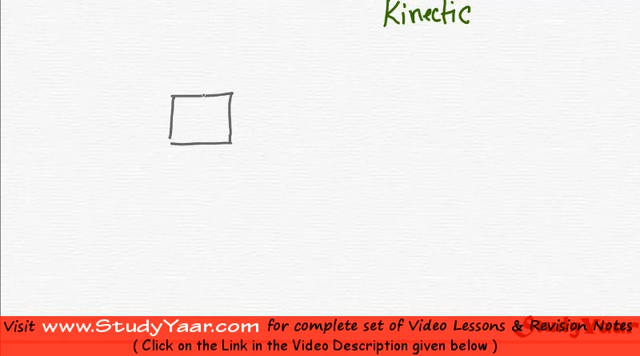 Kinectic
StudyYaar
Visit www.StudyYaar.com for complete set of Video Lessons & Revision Notes
( Click on the Link in the Video Description given below )